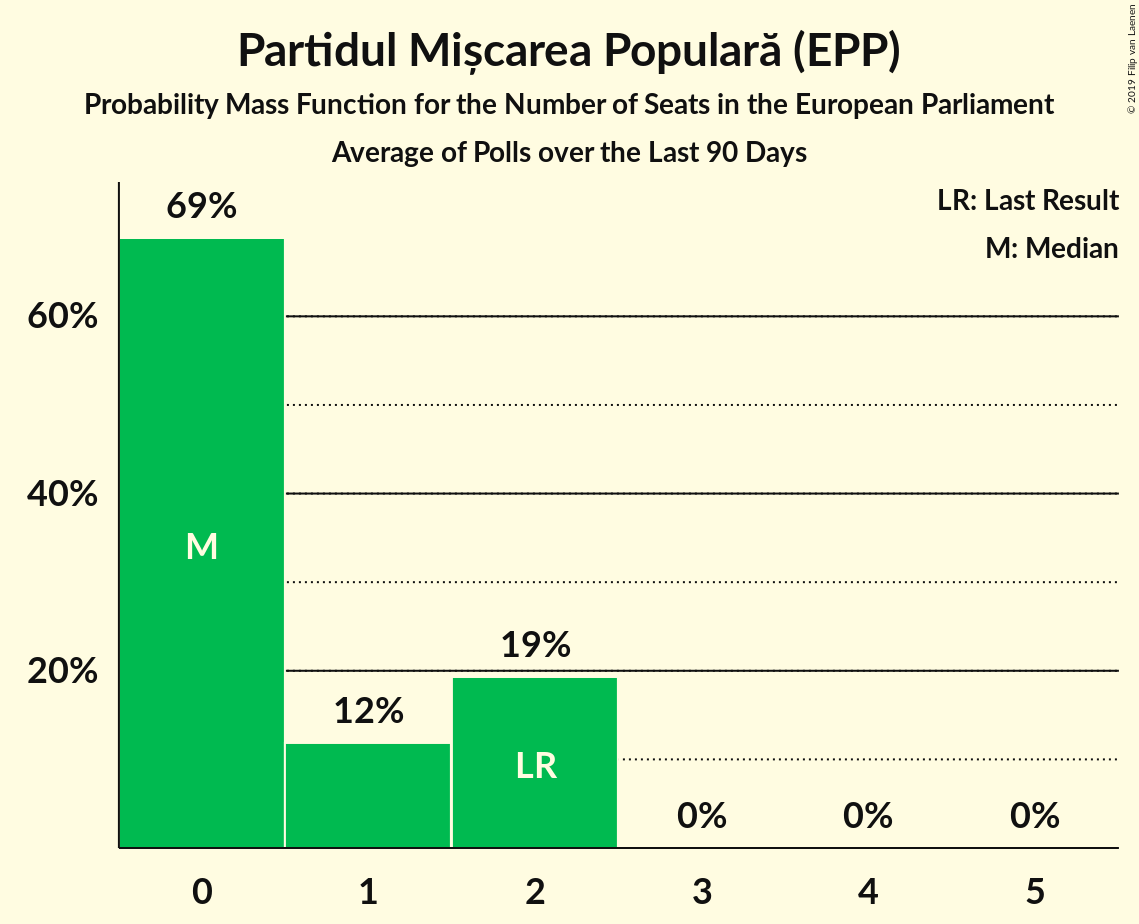 Partidul Mișcarea Populară (EPP)
Probability Mass Function for the Number of Seats in the European Parliament
Average of Polls over the Last 90 Days
© 2019 Filip van Laenen
LR: Last Result
M: Median
69%
60%
40%
M
19%
20%
12%
LR
0% 0% 0%
0 1 2 3 4 5